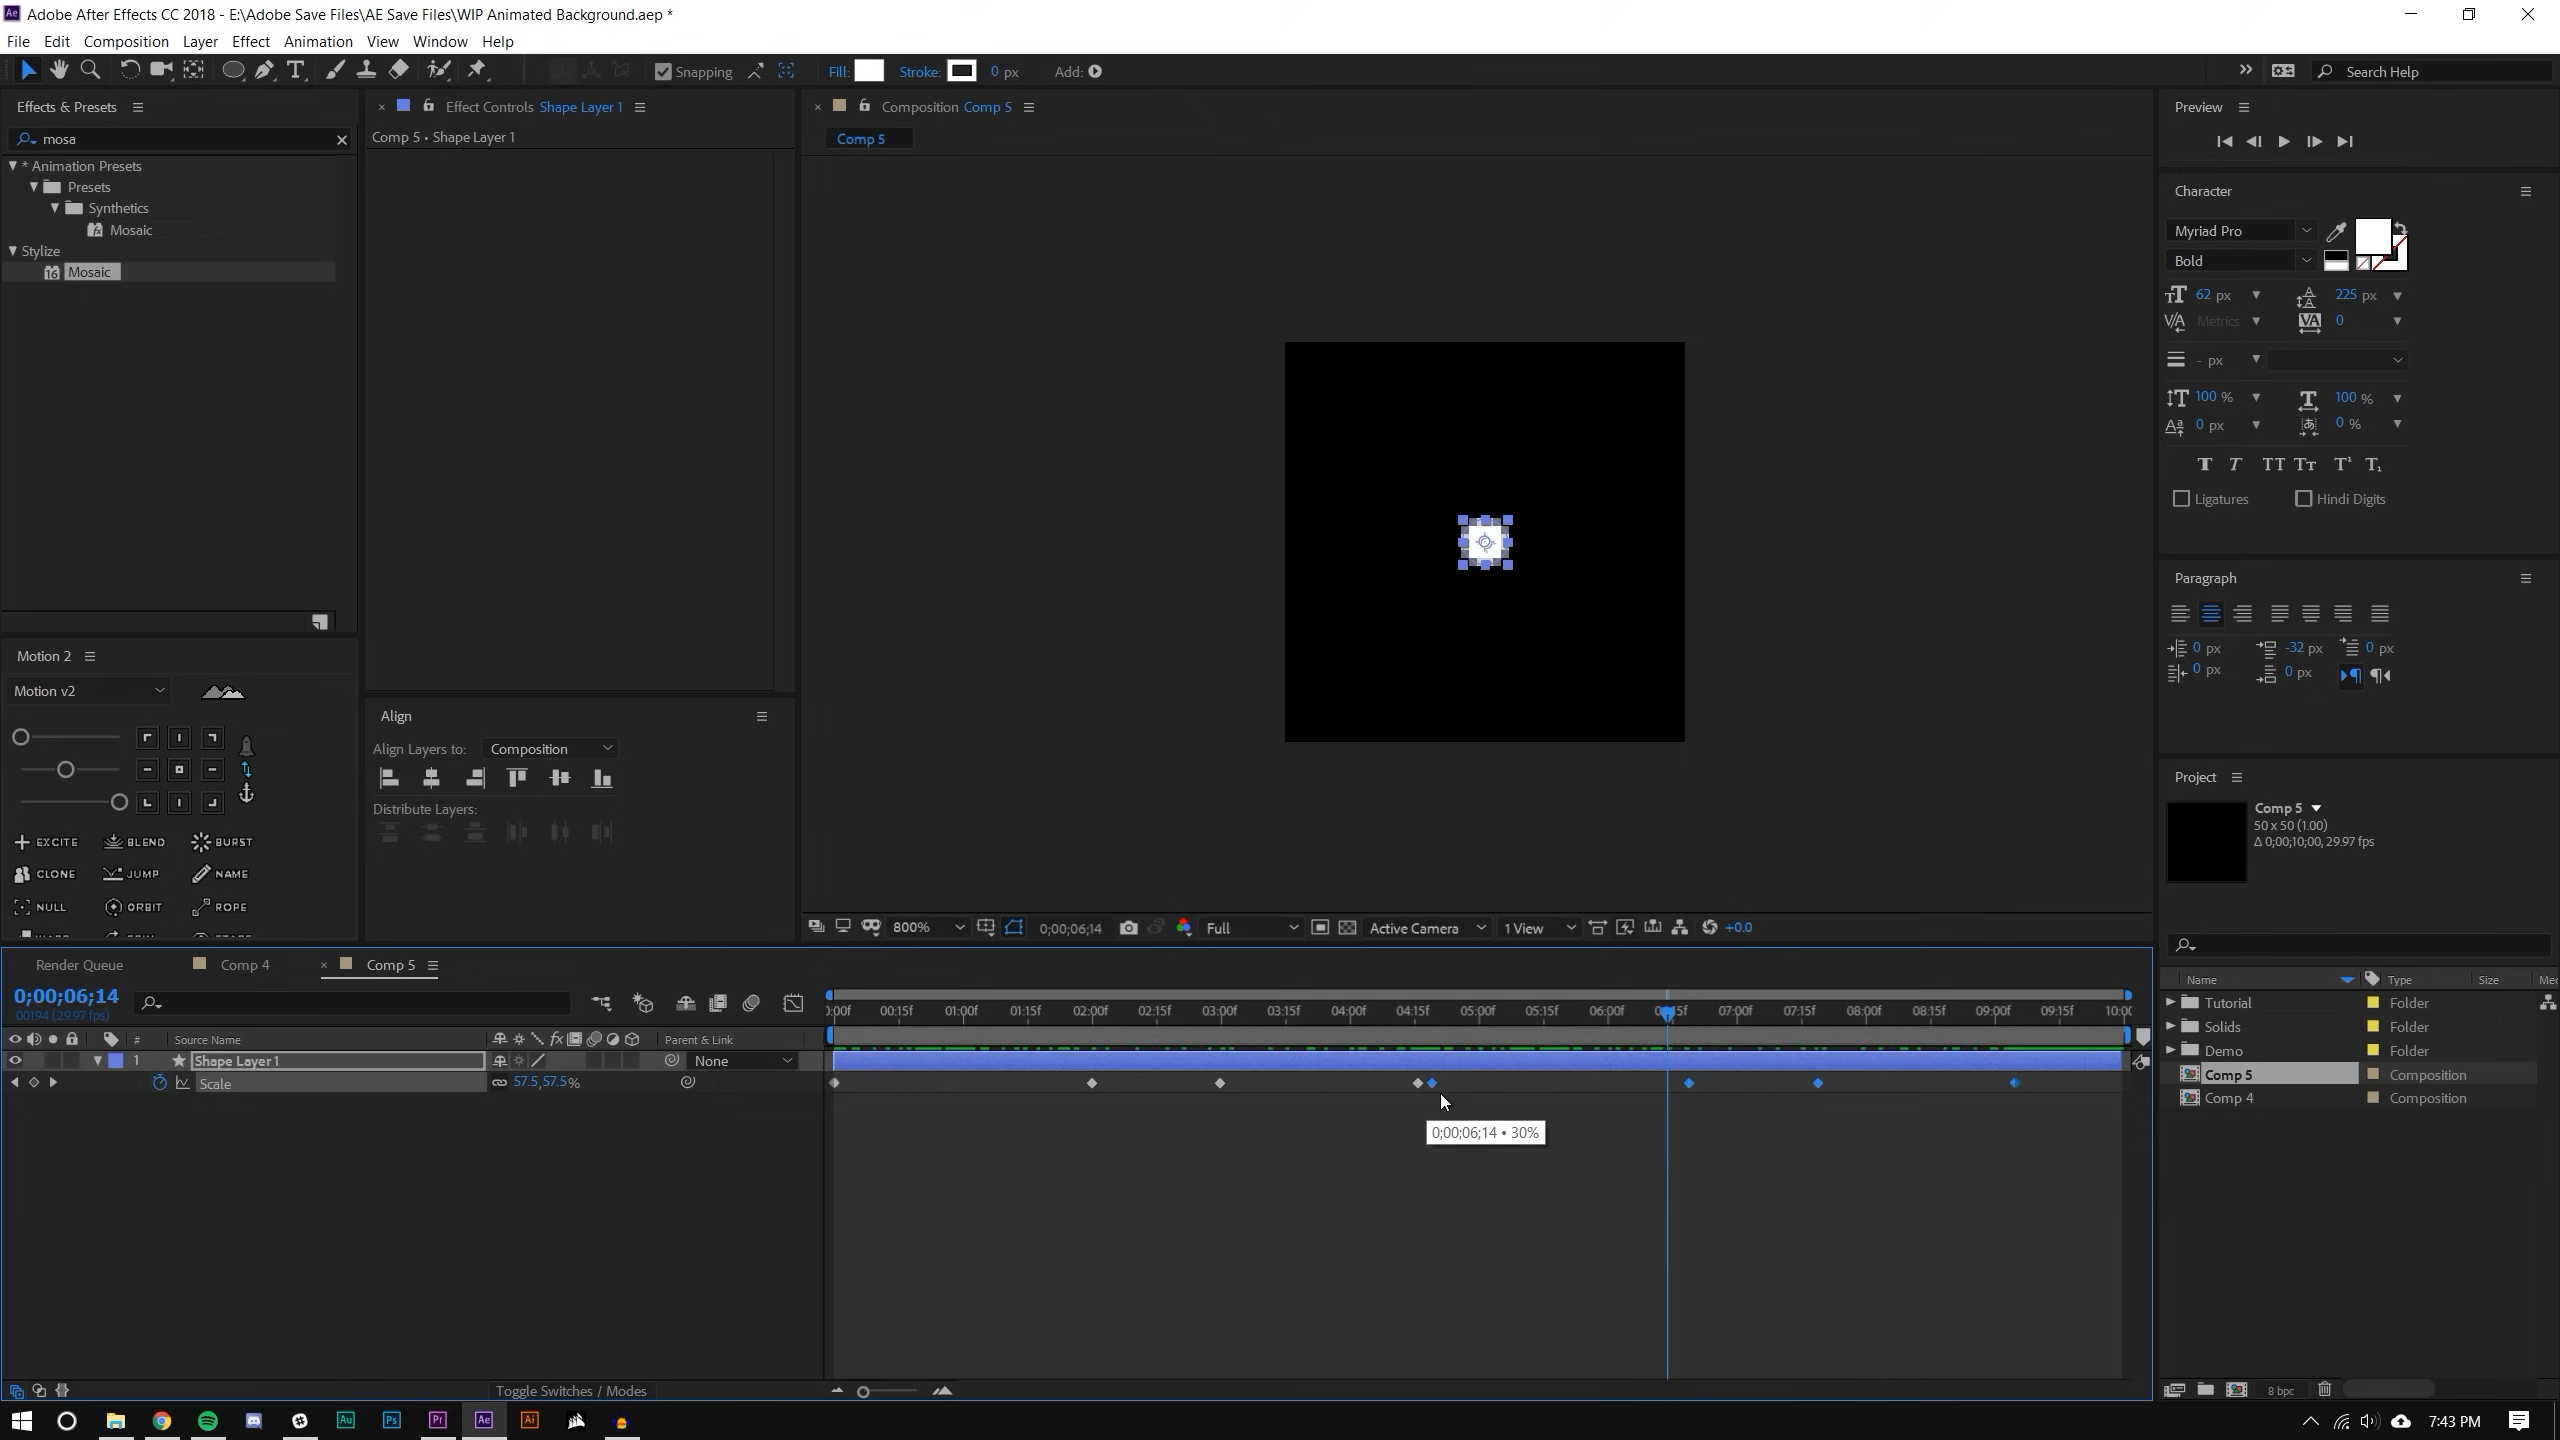 Adobe After Effects CC 2018 - E:\Adobe Save Files\AE Save Files\WIP Animated Background.aep *
File Edit Composition Layer Effect Animation View Window Help
Snapping Fill: Stroke: 0 px Add: Search Help
Effects & Presets
mosa
* Animation Presets
Presets
Synthetics
Mosaic
Stylize
Mosaic
Effect Controls Shape Layer 1
Comp 5 • Shape Layer 1
Composition Comp 5
Comp 5
Preview
Character
Myriad Pro
Bold
62 px 225 px
Metrics 0
- px
100 % 100 %
0 px 0 %
Ligatures Hindi Digits
Paragraph
0 px -32 px 0 px
0 px 0 px
Motion 2
Motion v2
EXCITE BLEND BURST
CLONE JUMP NAME
NULL ORBIT ROPE
Align
Align Layers to: Composition
Distribute Layers:
800% 0;00;06;14 Full Active Camera 1 View +0.0
Project
Comp 5
50 x 50 (1.00)
Δ 0;00;10;00, 29.97 fps
Name Type Size
Tutorial Folder
Solids Folder
Demo Folder
Comp 5 Composition
Comp 4 Composition
8 bpc
Render Queue Comp 4 Comp 5
0;00;06;14
00194 (29.97 fps)
00f 00:15f 01:00f 01:15f 02:00f 02:15f 03:00f 03:15f 04:00f 04:15f 05:00f 05:15f 06:00f 07:00f 07:15f 08:00f 08:15f 09:00f 09:15f
# Source Name Parent & Link
1 Shape Layer 1 None
Scale 57.5,57.5%
0;00;06;14 • 30%
Toggle Switches / Modes
Au Ps Pr Ae Ai
7:43 PM